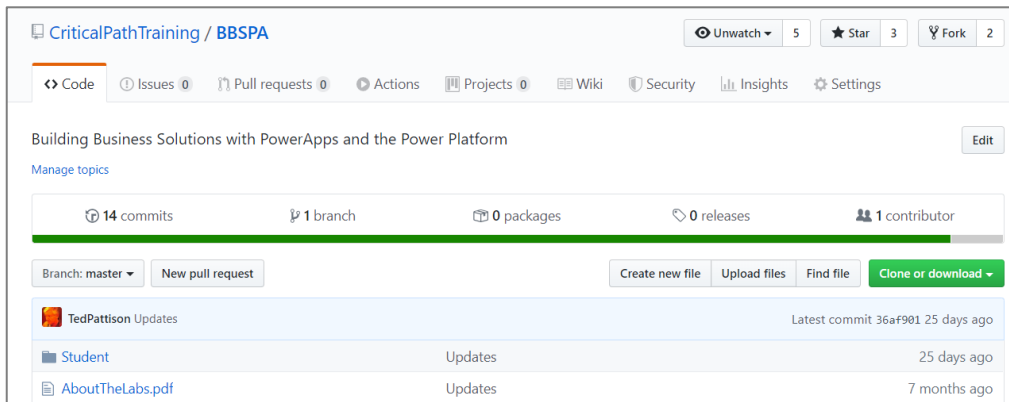 CriticalPathTraining / BBSPA
Unwatch 5 Star 3 Fork 2
Code Issues 0 Pull requests 0 Actions Projects 0 Wiki Security Insights Settings
Building Business Solutions with PowerApps and the Power Platform Edit
Manage topics
14 commits 1 branch 0 packages 0 releases 1 contributor
Branch: master New pull request Create new file Upload files Find file Clone or download
TedPattison Updates Latest commit 36af901 25 days ago
Student Updates 25 days ago
AboutTheLabs.pdf Updates 7 months ago